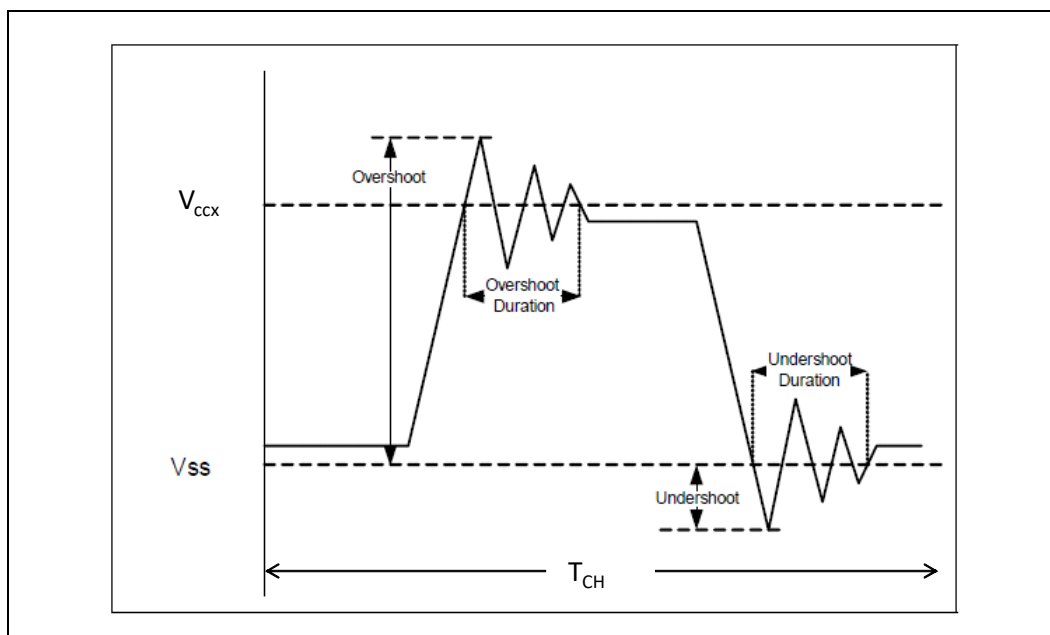 Overshoot
Vccx
Overshoot
Duration
Undershoot
Duration
Vss
Undershoot
TCH